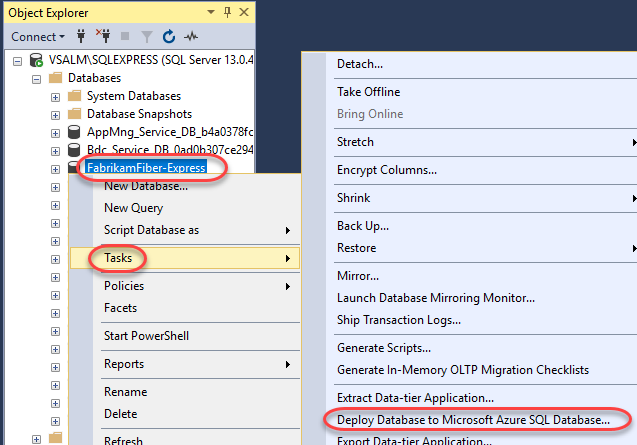 Object Explorer
Connect
VSALM\SQLEXPRESS (SQL Server 13.0.4
Databases
System Databases
Database Snapshots
AppMng_Service_DB_b4a0378fc
Bdc_Service_DB_0ad0b307ce294
FabrikamFiber-Express
New Database...
New Query
Script Database as
Tasks
Policies
Facets
Start PowerShell
Reports
Rename
Delete
Refresh
Detach...
Take Offline
Bring Online
Stretch
Encrypt Columns...
Shrink
Back Up...
Restore
Mirror...
Launch Database Mirroring Monitor...
Ship Transaction Logs...
Generate Scripts...
Generate In-Memory OLTP Migration Checklists
Extract Data-tier Application...
Deploy Database to Microsoft Azure SQL Database...
Export Data-tier Application...